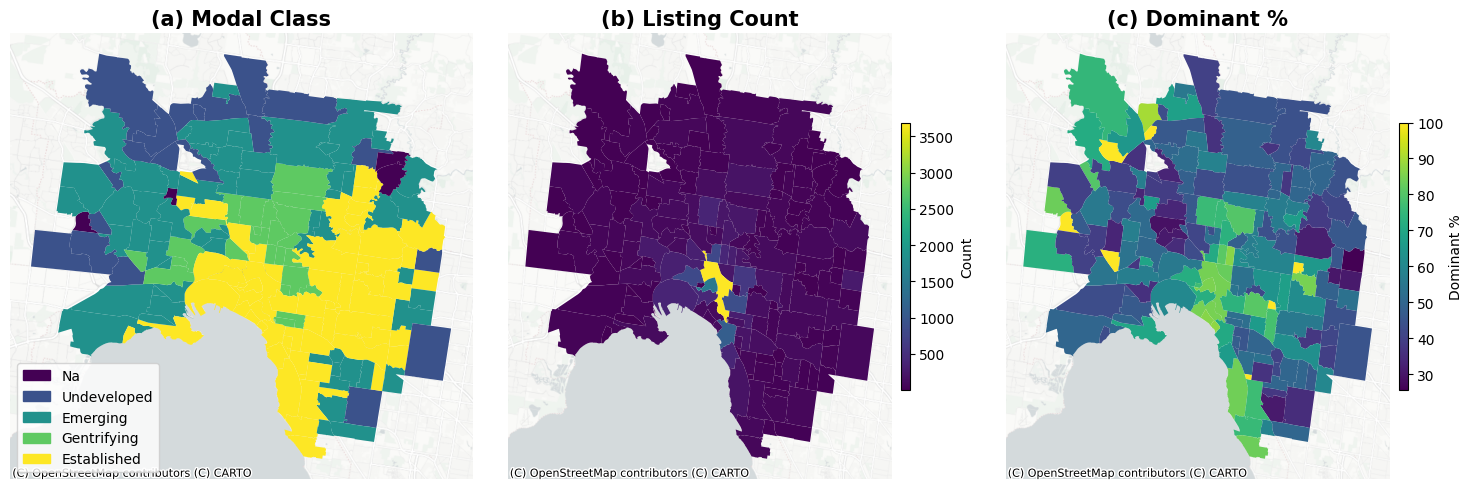 (a) Modal Class
(b) Listing Count
(c) Dominant %
Na
Undeveloped
Emerging
Gentrifying
Established
(C) OpenStreetMap contributors (C) CARTO
3500
3000
2500
2000
1500
1000
500
Count
(C) OpenStreetMap contributors (C) CARTO
100
90
80
70
60
50
40
30
Dominant %
(C) OpenStreetMap contributors (C) CARTO